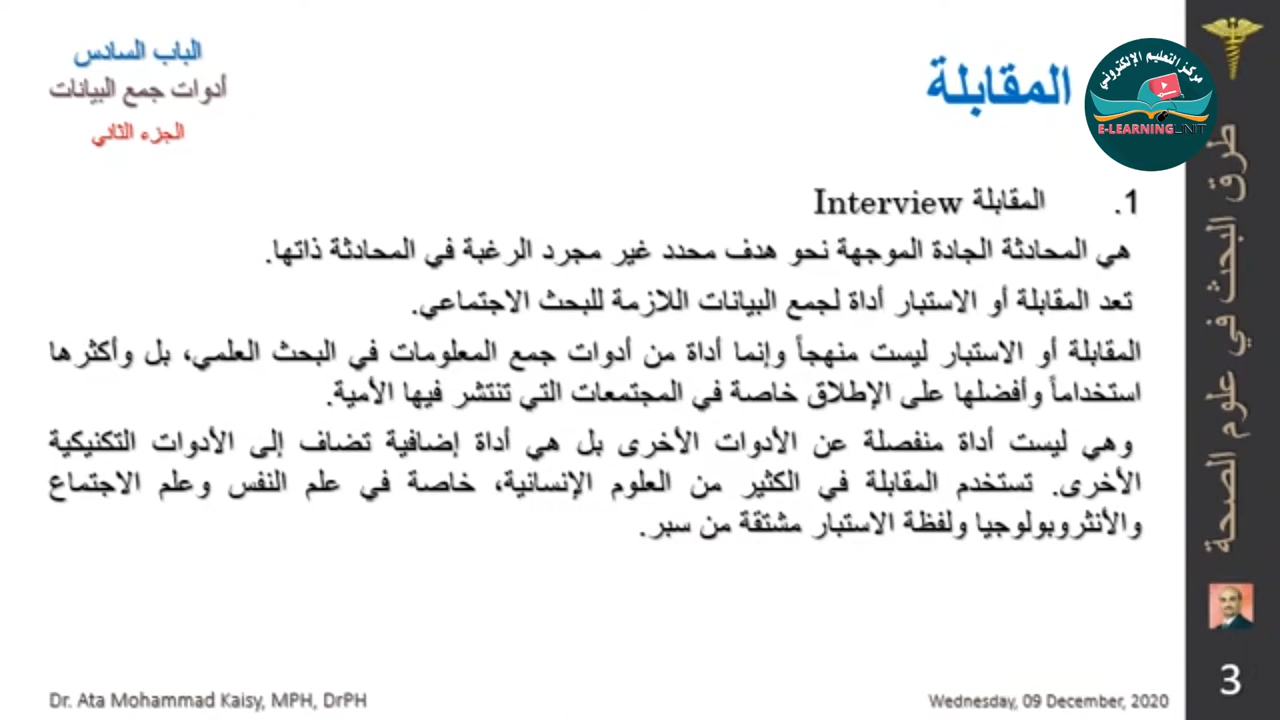 الباب السادس
أدوات جمع البيانات
الجزء الثاني
المقابلة
مركز التعليم الإلكتروني
E-LEARNING UNIT
طرق البحث في علوم الصحة
1. المقابلة Interview
هي المحادثة الجادة الموجهة نحو هدف محدد غير مجرد الرغبة في المحادثة ذاتها.
تعد المقابلة أو الاستبار أداة لجمع البيانات اللازمة للبحث الاجتماعي.
المقابلة أو الاستبار ليست منهجاً وإنما أداة من أدوات جمع المعلومات في البحث العلمي، بل وأكثرها
استخداماً وأفضلها على الإطلاق خاصة في المجتمعات التي تنتشر فيها الأمية.
وهي ليست أداة منفصلة عن الأدوات الأخرى بل هي أداة إضافية تضاف إلى الأدوات التكنيكية
الأخرى. تستخدم المقابلة في الكثير من العلوم الإنسانية، خاصة في علم النفس وعلم الاجتماع
والأنثروبولوجيا ولفظة الاستبار مشتقة من سبر.
Dr. Ata Mohammad Kaisy, MPH, DrPH
Wednesday, 09 December, 2020
3